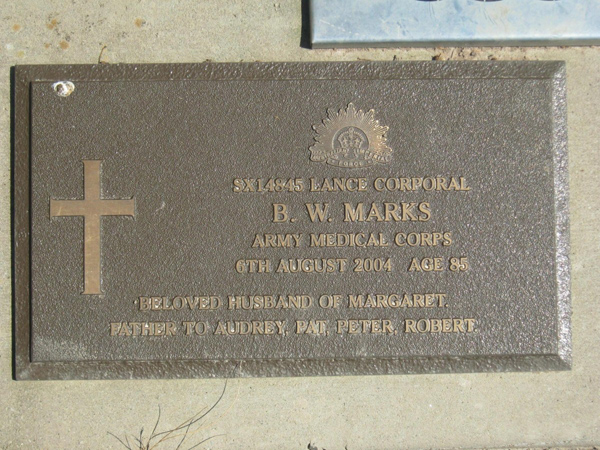 SX14845 LANCE CORPORAL
B. W. MARKS
ARMY MEDICAL CORPS
6TH AUGUST 2004 AGE 85
BELOVED HUSBAND OF MARGARET.
FATHER TO AUDREY, PAT, PETER, ROBERT.